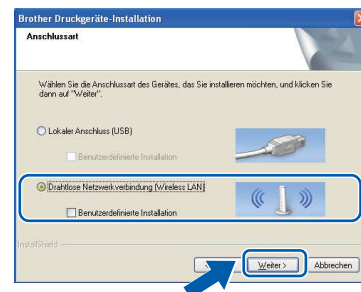 Brother Druckgeräte-Installation
Anschlussart
Wählen Sie die Anschlussart des Gerätes, das Sie installieren möchten, und klicken Sie
dann auf "Weiter".
Lokaler Anschluss (USB)
Benutzerdefinierte Installation
Drahtlose Netzwerkverbindung (Wireless LAN)
Benutzerdefinierte Installation
InstallShield
Weiter >
Abbrechen